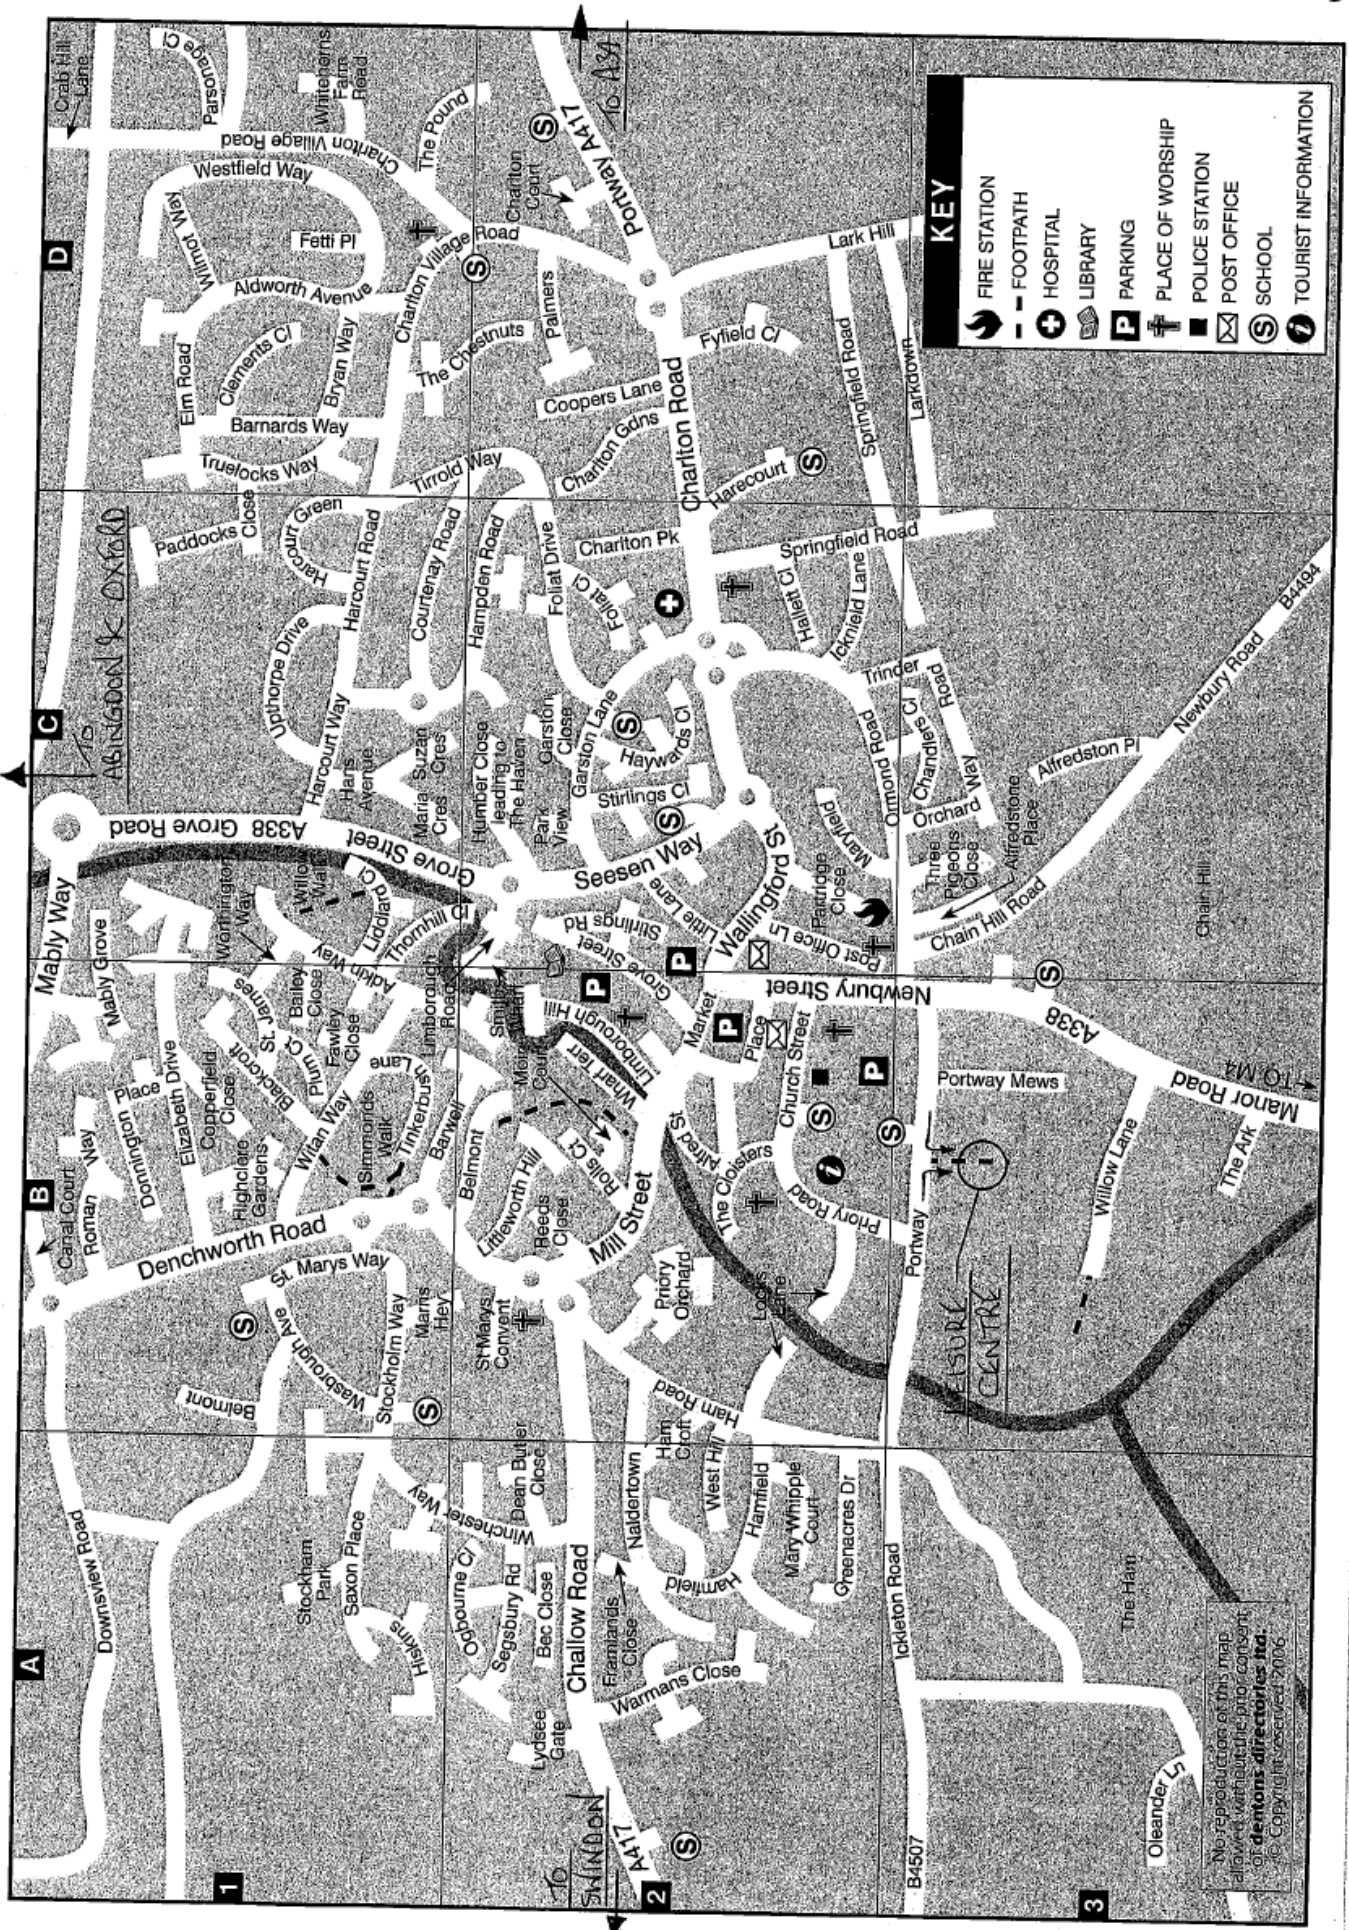 Crab Hill
Lane
Parsonage Cl
Whitehorns
Farm
Road
Charlton Village Road
Charlton Village Road
The Pound
Westfield Way
Wilmot Way
Fetti Pl
Aldworth Avenue
Elm Road
Clements Cl
Bryan Way
Barnards Way
Truelocks Way
Charlton
Court
Portway A417
TO A34
Palmers
The Chestnuts
Coopers Lane
Charlton Gdns
Charlton Road
Fyfield Cl
Lark Hill
Springfield Road
Larkdown
Harecourt
D
KEY
FIRE STATION
FOOTPATH
HOSPITAL
LIBRARY
P PARKING
PLACE OF WORSHIP
POLICE STATION
POST OFFICE
S SCHOOL
i TOURIST INFORMATION
C
TO
ABINGDON & OXFORD
Paddocks
Close
Harcourt Green
Harcourt Road
Tirrold Way
Courtenay Road
Hampden Road
Foliat Drive
Foliat Cl
Charlton Pk
Springfield Road
Hallett Cl
Icknield Lane
Upthorpe Drive
Harcourt Way
Hans
Avenue
Maria
Cres
Suzan
Cres
Humber Close
leading to
The Haven
Garston
Close
Park
View
Garston Lane
Haywards Cl
Stirlings Cl
Trinder
Road
Ormond Road
Chandlers Cl
Orchard Way
Alfredston Pl
Newbury Road
B4494
A338 Grove Road
Grove Street
Seesen Way
Wallingford St
Maryfield
Partridge
Close
Three
Pigeons
Close
Alfredstone
Place
Chain Hill Road
Chain Hill
Little Lane
Stirlings Rd
Grove Street
Post Office Ln
Mably Way
Mably Grove
Worthington
Way
Willow
Walk
Liddiard Cl
Thornhill Cl
Adkin Way
Limborough
Road
St. James
Bailey
Close
Fawley
Close
Plum Ct
Blackcroft
Elizabeth Drive
Copperfield
Close
Donnington
Place
Highclere
Gardens
Witan Way
Simmonds
Walk
Tinkerbush Lane
Barwell
Belmont
Limborough Hill
Wharf Terr
Market
Place
Newbury Street
Church Street
A338
Manor Road
TO M4
Portway Mews
Willow Lane
The Ark
B
Canal Court
Roman Way
Denchworth Road
St. Marys Way
Wasbrough Ave
Stockholm Way
Marns
Hey
St Marys
Convent
Littleworth Hill
Reeds
Close
Rolls Ct
Mill Street
Alfred St
The Cloisters
Priory Road
Priory
Orchard
Locks
Lane
Portway
LEISURE
CENTRE
Belmont
Ham Road
Ham
Croft
West Hill
Naldertown
Hamfield
Hamfield
Mary Whipple
Court
Greenacres Dr
Ickleton Road
The Ham
A
Downsview Road
Stockham
Park
Saxon Place
Hiskins
Winchester Way
Dean Butler
Close
Ogbourne Cl
Segsbury Rd
Bec Close
Challow Road
Framlands
Close
Warmans Close
Lydsee
Gate
TO
SWINDON
A417
B4507
Oleander Ln
1
2
3
No reproduction of this map
allowed without the prior consent
of dentons directories ltd.
© Copyright reserved 2006